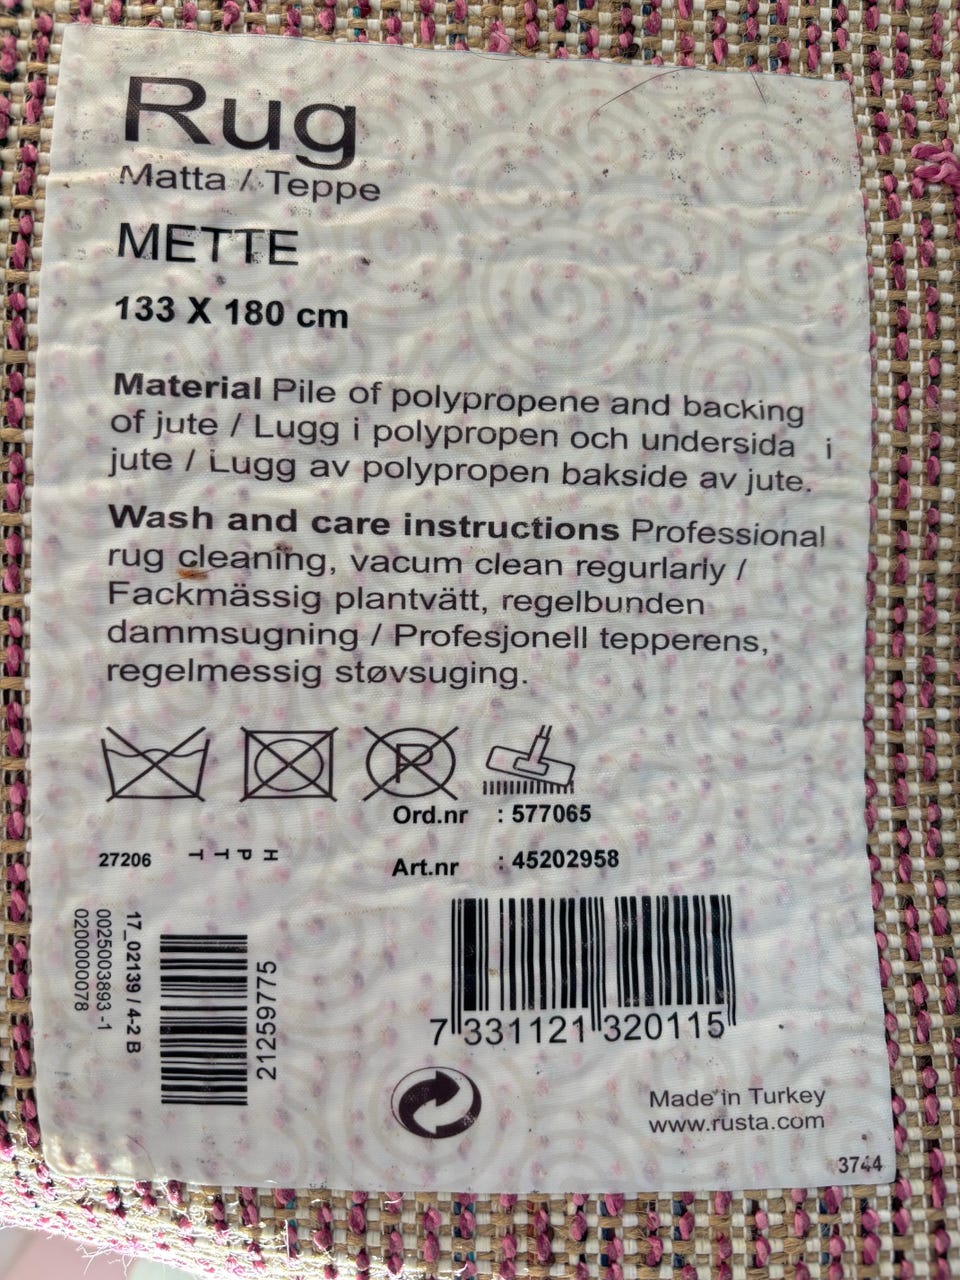 Rug
Matta / Teppe
METTE
133 X 180 cm
Material Pile of polypropene and backing
of jute / Lugg i polypropen och undersida i
jute / Lugg av polypropen bakside av jute.
Wash and care instructions Professional
rug cleaning, vacum clean regurlarly /
Fackmässig plantvätt, regelbunden
dammsugning / Profesjonell tepperens,
regelmessig støvsuging.
P
Ord.nr : 577065
27206 T T P H
Art.nr : 45202958
17_02139 / 4-2 B
0025003893 -1
0200000078
21259775
7 331121 320115
Made in Turkey
www.rusta.com
3744